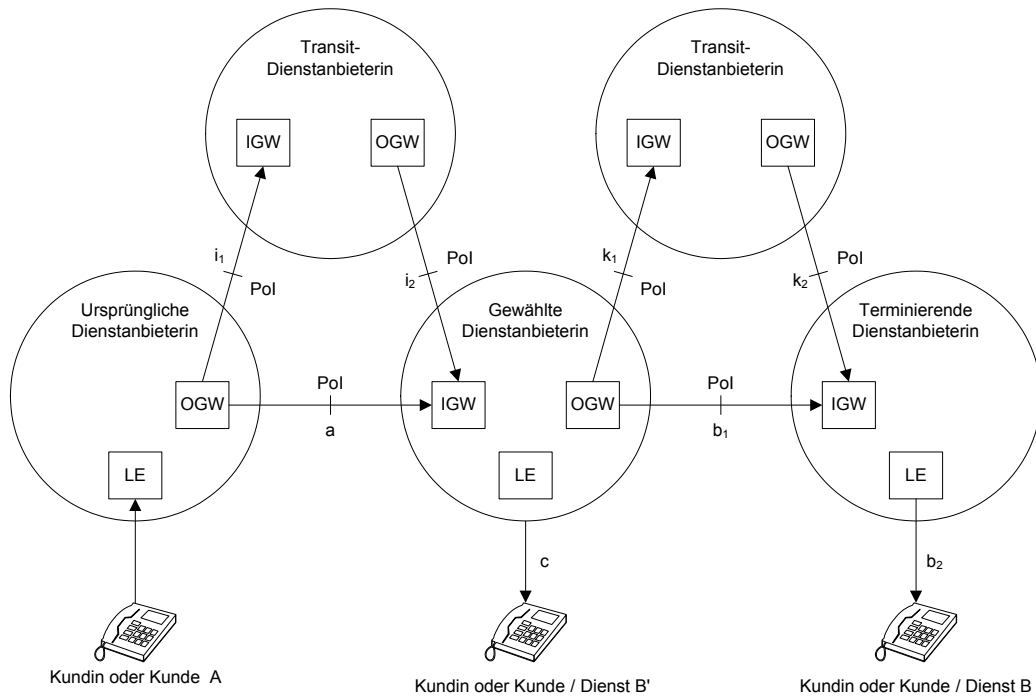 Transit-
Dienstanbieterin
Transit-
Dienstanbieterin
IGW
OGW
IGW
OGW
i1
PoI
PoI
i2
k1
PoI
PoI
k2
Ursprüngliche
Dienstanbieterin
Gewählte
Dienstanbieterin
Terminierende
Dienstanbieterin
OGW
PoI
a
IGW
OGW
PoI
b1
IGW
LE
LE
LE
c
b2
Kundin oder Kunde A
Kundin oder Kunde / Dienst B'
Kundin oder Kunde / Dienst B